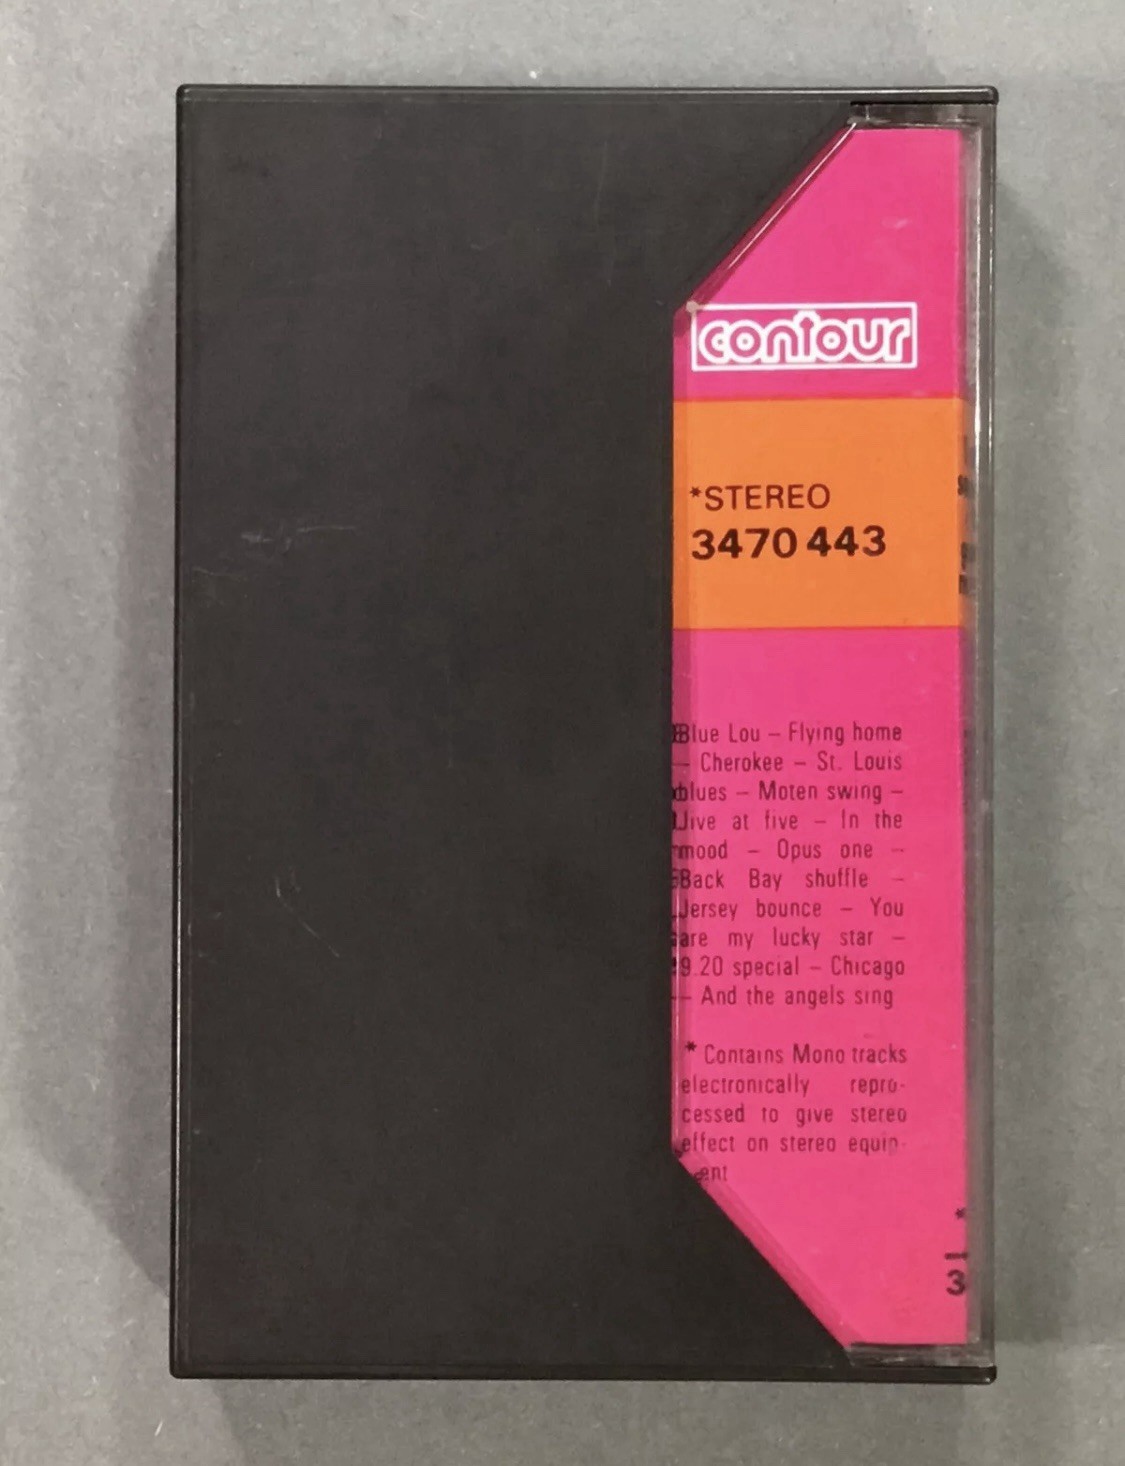 contour
*STEREO
3470 443
Blue Lou – Flying home
– Cherokee – St. Louis
blues – Moten swing –
Jive at five – In the
mood – Opus one –
Back Bay shuffle –
Jersey bounce – You
are my lucky star –
9.20 special – Chicago
– And the angels sing
* Contains Mono tracks
electronically repro-
cessed to give stereo
effect on stereo equip-
ent
*
3